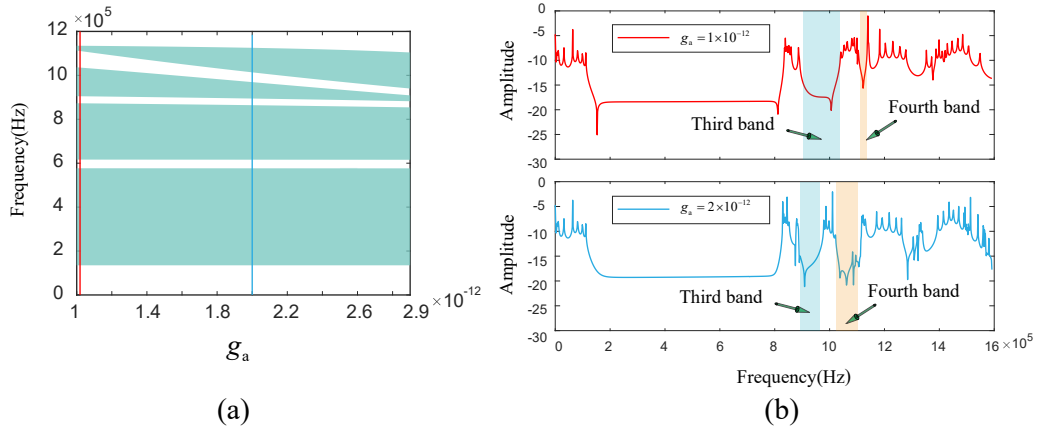 × 10⁵
12
10
8
6
4
2
0
Frequency(Hz)
1 1.4 1.8 2.2 2.6 2.9 × 10⁻¹²
gₐ
(a)
0
-5
-10
-15
-20
-25
-30
Amplitude
gₐ = 1×10⁻¹²
Third band
Fourth band
0
-5
-10
-15
-20
-25
-30
Amplitude
gₐ = 2×10⁻¹²
Third band
Fourth band
0 2 4 6 8 10 12 14 16 ×10⁵
Frequency(Hz)
(b)